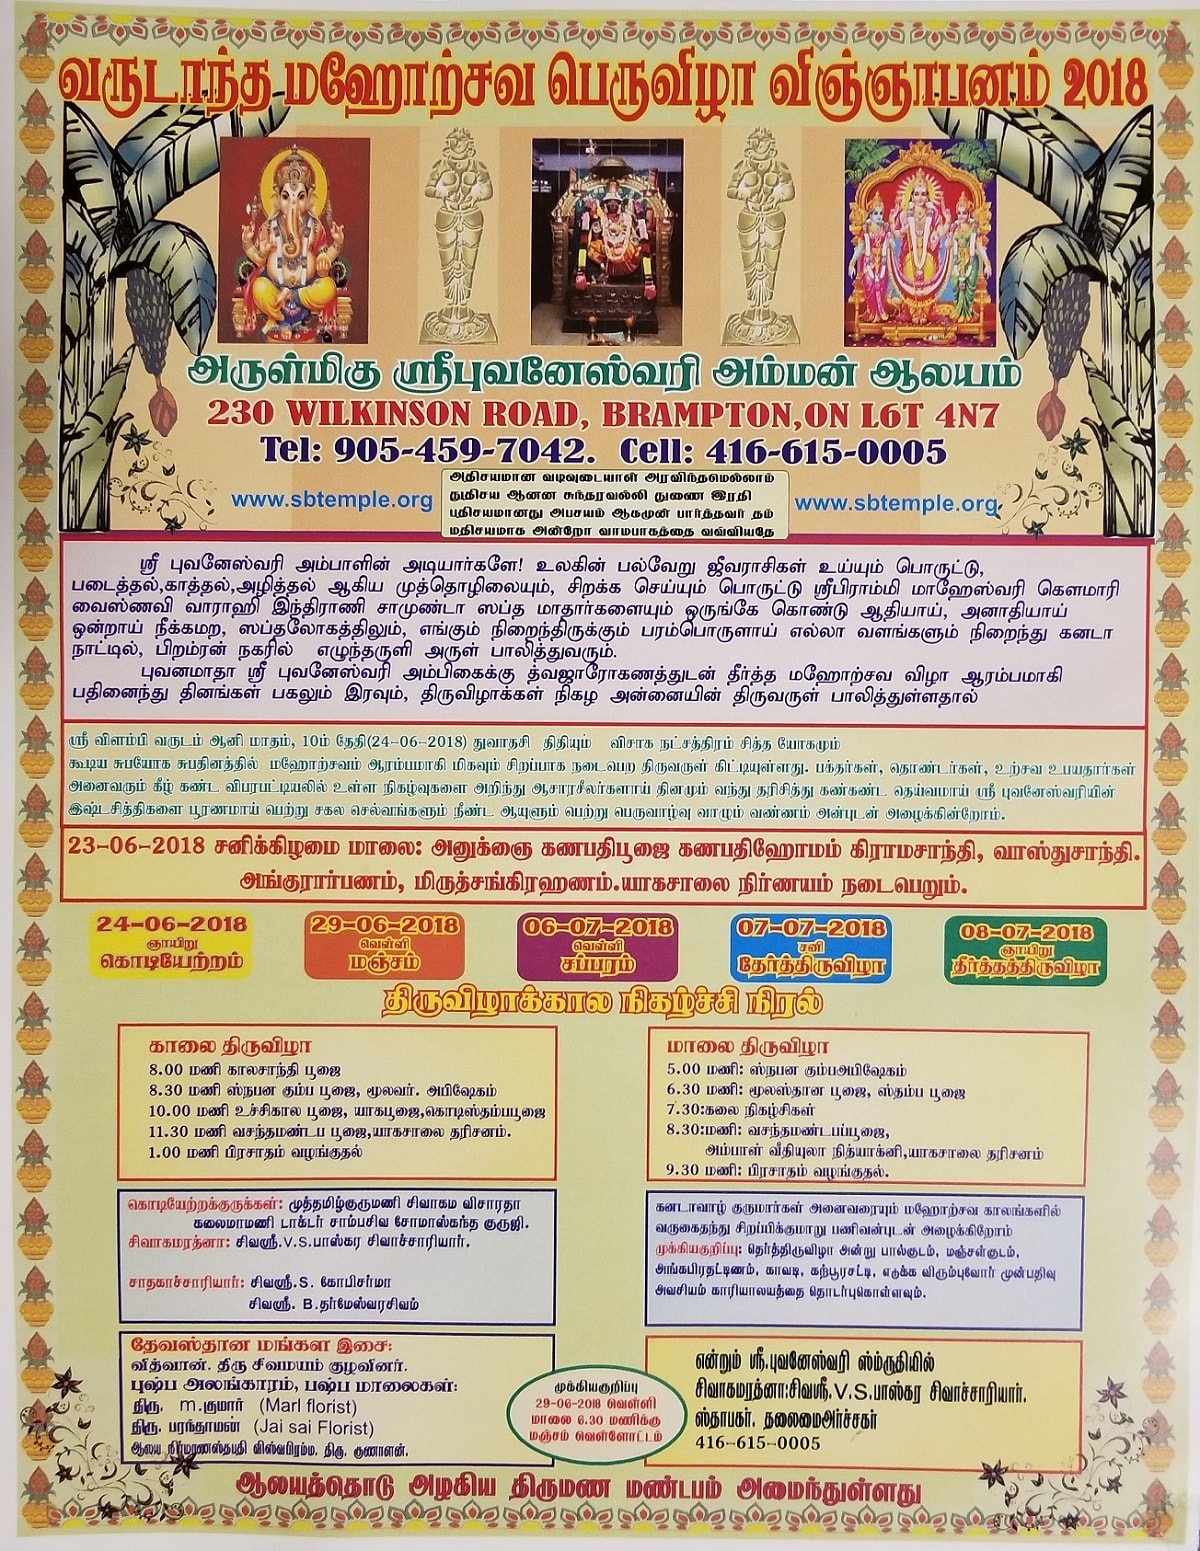 வருடாந்த மஹோற்சவ பெருவிழா விஞ்ஞாபனம் 2018
அருள்மிகு ஸ்ரீபுவனேஸ்வரி அம்மன் ஆலயம்
230 WILKINSON ROAD, BRAMPTON,ON L6T 4N7
Tel: 905-459-7042. Cell: 416-615-0005
www.sbtemple.org
அதிசயமான வடிவுடையாள் அரவிந்தமெல்லாம்
துதிசய ஆனன சுந்தரவல்லி துணை இரதி
பதிசயமானது அபசயம் ஆகமுன் பார்த்தவர் தம்
மதிசயமாக அன்றோ வாமபாகத்தை வவ்வியதே
www.sbtemple.org
ஸ்ரீ புவனேஸ்வரி அம்பாளின் அடியார்களே! உலகின் பல்வேறு ஜீவராசிகள் உய்யும் பொருட்டு,
படைத்தல்,காத்தல்,அழித்தல் ஆகிய முத்தொழிலையும், சிறக்க செய்யும் பொருட்டு ஸ்ரீபிராம்மி மாஹேஸ்வரி கௌமாரி
வைஸ்ணவி வாராஹி இந்திராணி சாமுண்டா ஸப்த மாதார்களையும் ஒருங்கே கொண்டு ஆதியாய், அனாதியாய்
ஒன்றாய் நீக்கமற, ஸப்தலோகத்திலும், எங்கும் நிறைந்திருக்கும் பரம்பொருளாய் எல்லா வளங்களும் நிறைந்து கனடா
நாட்டில், பிறம்ரன் நகரில் எழுந்தருளி அருள் பாலித்துவரும்.
புவனமாதா ஸ்ரீ புவனேஸ்வரி அம்பிகைக்கு த்வஜாரோகணத்துடன் தீர்த்த மஹோற்சவ விழா ஆரம்பமாகி
பதினைந்து தினங்கள் பகலும் இரவும், திருவிழாக்கள் நிகழ அன்னையின் திருவருள் பாலித்துள்ளதால்
ஸ்ரீ விளம்பி வருடம் ஆனி மாதம், 10ம் தேதி(24-06-2018) துவாதசி திதியும் விசாக நட்சத்திரம் சித்த யோகமும்
கூடிய சுபயோக சுபதினத்தில் மஹோற்சவம் ஆரம்பமாகி மிகவும் சிறப்பாக நடைபெற திருவருள் கிட்டியுள்ளது. பக்தர்கள், தொண்டர்கள், உற்சவ உபயதாரர்கள்
அனைவரும் கீழ் கண்ட விபரபட்டியலில் உள்ள நிகழ்வுகளை அறிந்து ஆசாரசீலர்களாய் தினமும் வந்து தரிசித்து கண்கண்ட தெய்வமாய் ஸ்ரீ புவனேஸ்வரியின்
இஷ்டசித்திகளை பூரணமாய் பெற்று சகல செல்வங்களும் நீண்ட ஆயுளும் பெற்று பெருவாழ்வு வாழும் வண்ணம் அன்புடன் அழைக்கின்றோம்.
23-06-2018 சனிக்கிழமை மாலை: அனுக்ஞை கணபதிபூஜை கணபதிஹோமம் கிராமசாந்தி, வாஸ்துசாந்தி.
அங்குரார்பணம், மிருத்சங்கிரஹணம்.யாகசாலை நிர்ணயம் நடைபெறும்.
24-06-2018
ஞாயிறு
கொடியேற்றம்
29-06-2018
வெள்ளி
மஞ்சம்
06-07-2018
வெள்ளி
சப்பரம்
07-07-2018
சனி
தேர்த்திருவிழா
08-07-2018
ஞாயிறு
தீர்த்தத்திருவிழா
திருவிழாக்கால நிகழ்ச்சி நிரல்
காலை திருவிழா
8.00 மணி காலசாந்தி பூஜை
8.30 மணி ஸ்நபன கும்ப பூஜை, மூலவர். அபிஷேகம்
10.00 மணி உச்சிகால பூஜை, யாகபூஜை,கொடிஸ்தம்பபூஜை
11.30 மணி வசந்தமண்டப பூஜை,யாகசாலை தரிசனம்.
1.00 மணி பிரசாதம் வழங்குதல்
மாலை திருவிழா
5.00 மணி: ஸ்நபன கும்பஅபிஷேகம்
6.30 மணி: மூலஸ்தான பூஜை, ஸ்தம்ப பூஜை
7.30:கலை நிகழ்சிகள்
8.30:மணி: வசந்தமண்டபப்பூஜை,
அம்பாள் வீதியுலா நித்யாக்னி,யாகசாலை தரிசனம்
9.30 மணி: பிரசாதம் வழங்குதல்.
கொடியேற்றக்குருக்கள்: முத்தமிழ்குருமணி சிவாகம விசாரதா
கலைமாமணி டாக்டர் சாம்பசிவ சோமாஸ்கந்த குருஜி.
சிவாகமரத்னா: சிவஸ்ரீ.V.S.பாஸ்கர சிவாச்சாரியார்.
சாதகாச்சாரியார்: சிவஸ்ரீ.S. கோபிசர்மா
சிவஸ்ரீ. B.தர்மேஸ்வரசிவம்
கனடாவாழ் குருமார்கள் அனைவரையும் மஹோற்சவ காலங்களில்
வருகைதந்து சிறப்பிக்குமாறு பணிவன்புடன் அழைக்கிறோம்
முக்கியகுறிப்பு: தேர்த்திருவிழா அன்று பால்குடம், மஞ்சள்குடம்,
அங்கபிரதட்டிணம், காவடி, கற்பூரசட்டி, எடுக்க விரும்புவோர் முன்பதிவு
அவசியம் காரியாலயத்தை தொடர்புகொள்ளவும்.
தேவஸ்தான மங்கள இசை:
வித்வான். திரு சிவமயம் குழுவினர்.
புஷ்ப அலங்காரம், பஷ்ப மாலைகள்:
திரு. m.குமார் (Marl florist)
திரு. பரந்தாமன் (Jai sai Florist)
ஆலய நிர்மாணஸ்தபதி விஸ்வபிரம்ம. திரு. குணாளன்.
முக்கியகுறிப்பு
29-06-2018 வெள்ளி
மாலை 6.30 மணிக்கு
மஞ்சம் வெள்ளோட்டம்
என்றும் ஸ்ரீ.புவனேஸ்வரி ஸ்ம்ருதியில்
சிவாகமரத்னா:சிவஸ்ரீ.V.S.பாஸ்கர சிவாச்சாரியார்.
ஸ்தாபகர். தலைமைஅர்ச்சகர்
416-615-0005
ஆலயத்தொடு அழகிய திருமண மண்டபம் அமைந்துள்ளது